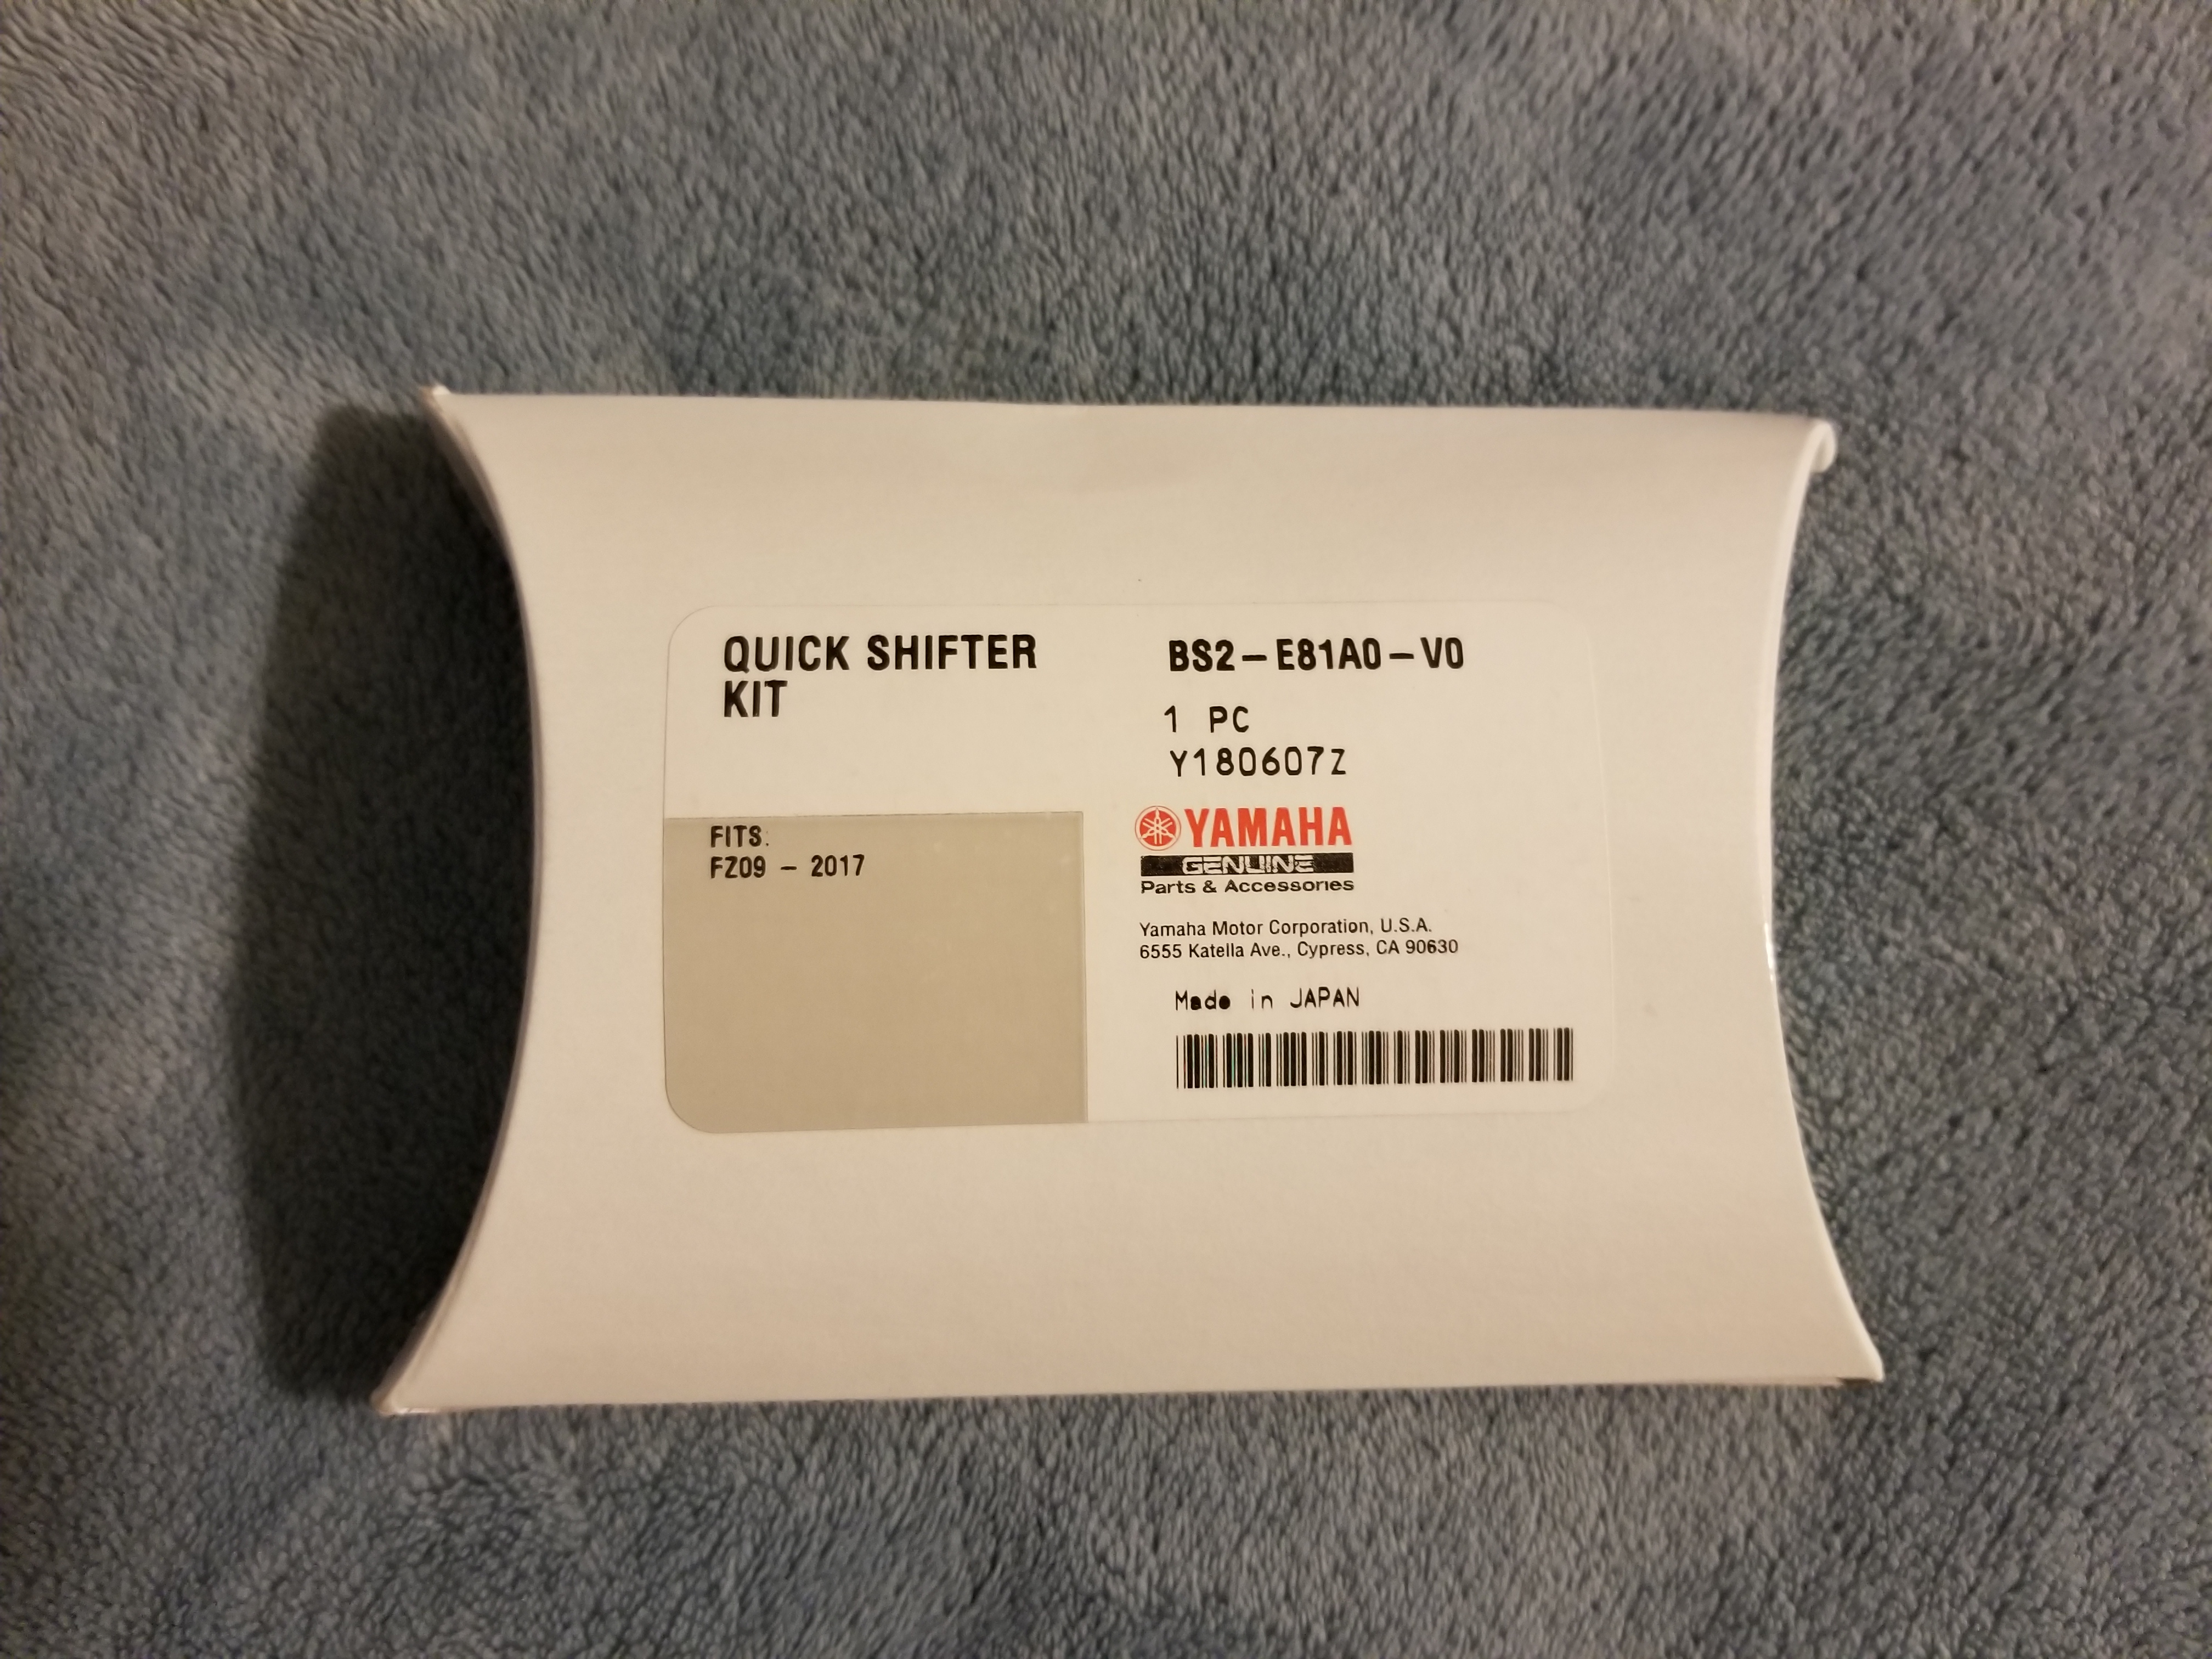 QUICK SHIFTER
KIT
BS2-E81A0-V0
1 PC
Y180607Z
FITS:
FZ09 - 2017
YAMAHA
GENUINE
Parts & Accessories
Yamaha Motor Corporation, U.S.A.
6555 Katella Ave., Cypress, CA 90630
Made in JAPAN